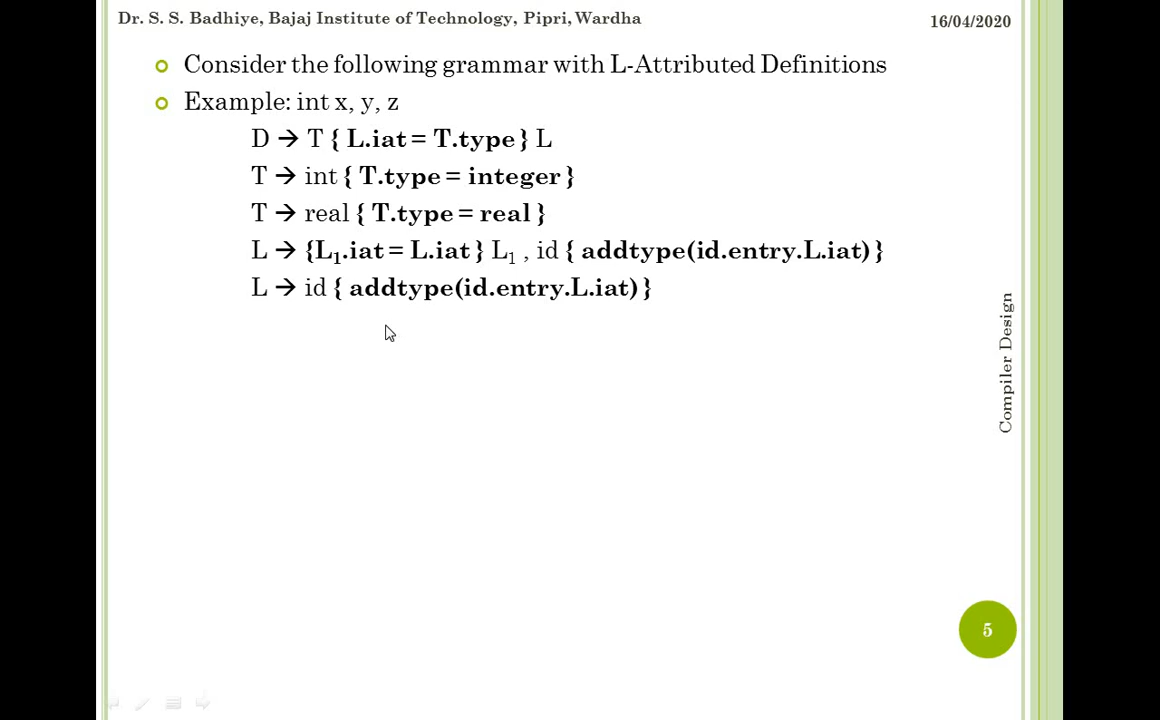 Dr. S. S. Badhiye, Bajaj Institute of Technology, Pipri, Wardha
16/04/2020
Consider the following grammar with L-Attributed Definitions
Example: int x, y, z
D → T { L.iat = T.type } L
T → int { T.type = integer }
T → real { T.type = real }
L → {L₁.iat = L.iat } L₁ , id { addtype(id.entry.L.iat) }
L → id { addtype(id.entry.L.iat) }
Compiler Design
5